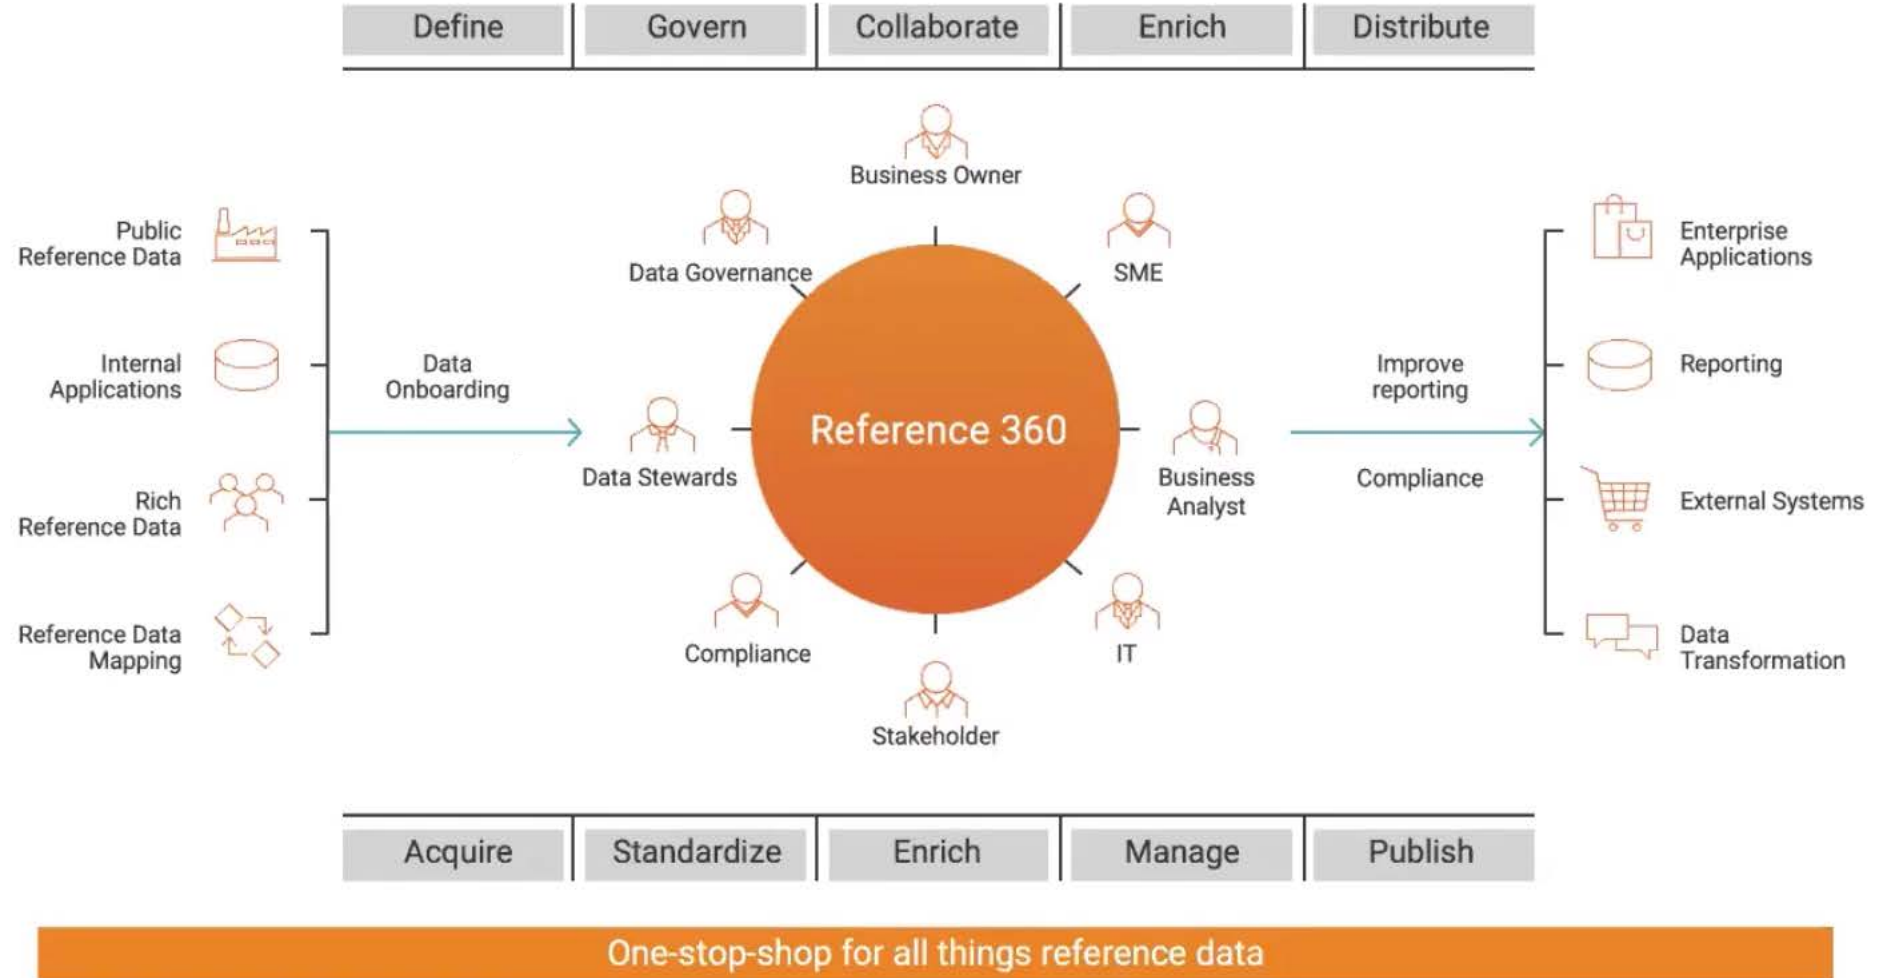 Define
Govern
Collaborate
Enrich
Distribute
Business Owner
Data Governance
SME
Public
Reference Data
Internal
Applications
Rich
Reference Data
Reference Data
Mapping
Data
Onboarding
Data Stewards
Reference 360
Business
Analyst
Compliance
IT
Stakeholder
Improve
reporting
Compliance
Enterprise
Applications
Reporting
External Systems
Data
Transformation
Acquire
Standardize
Enrich
Manage
Publish
One-stop-shop for all things reference data